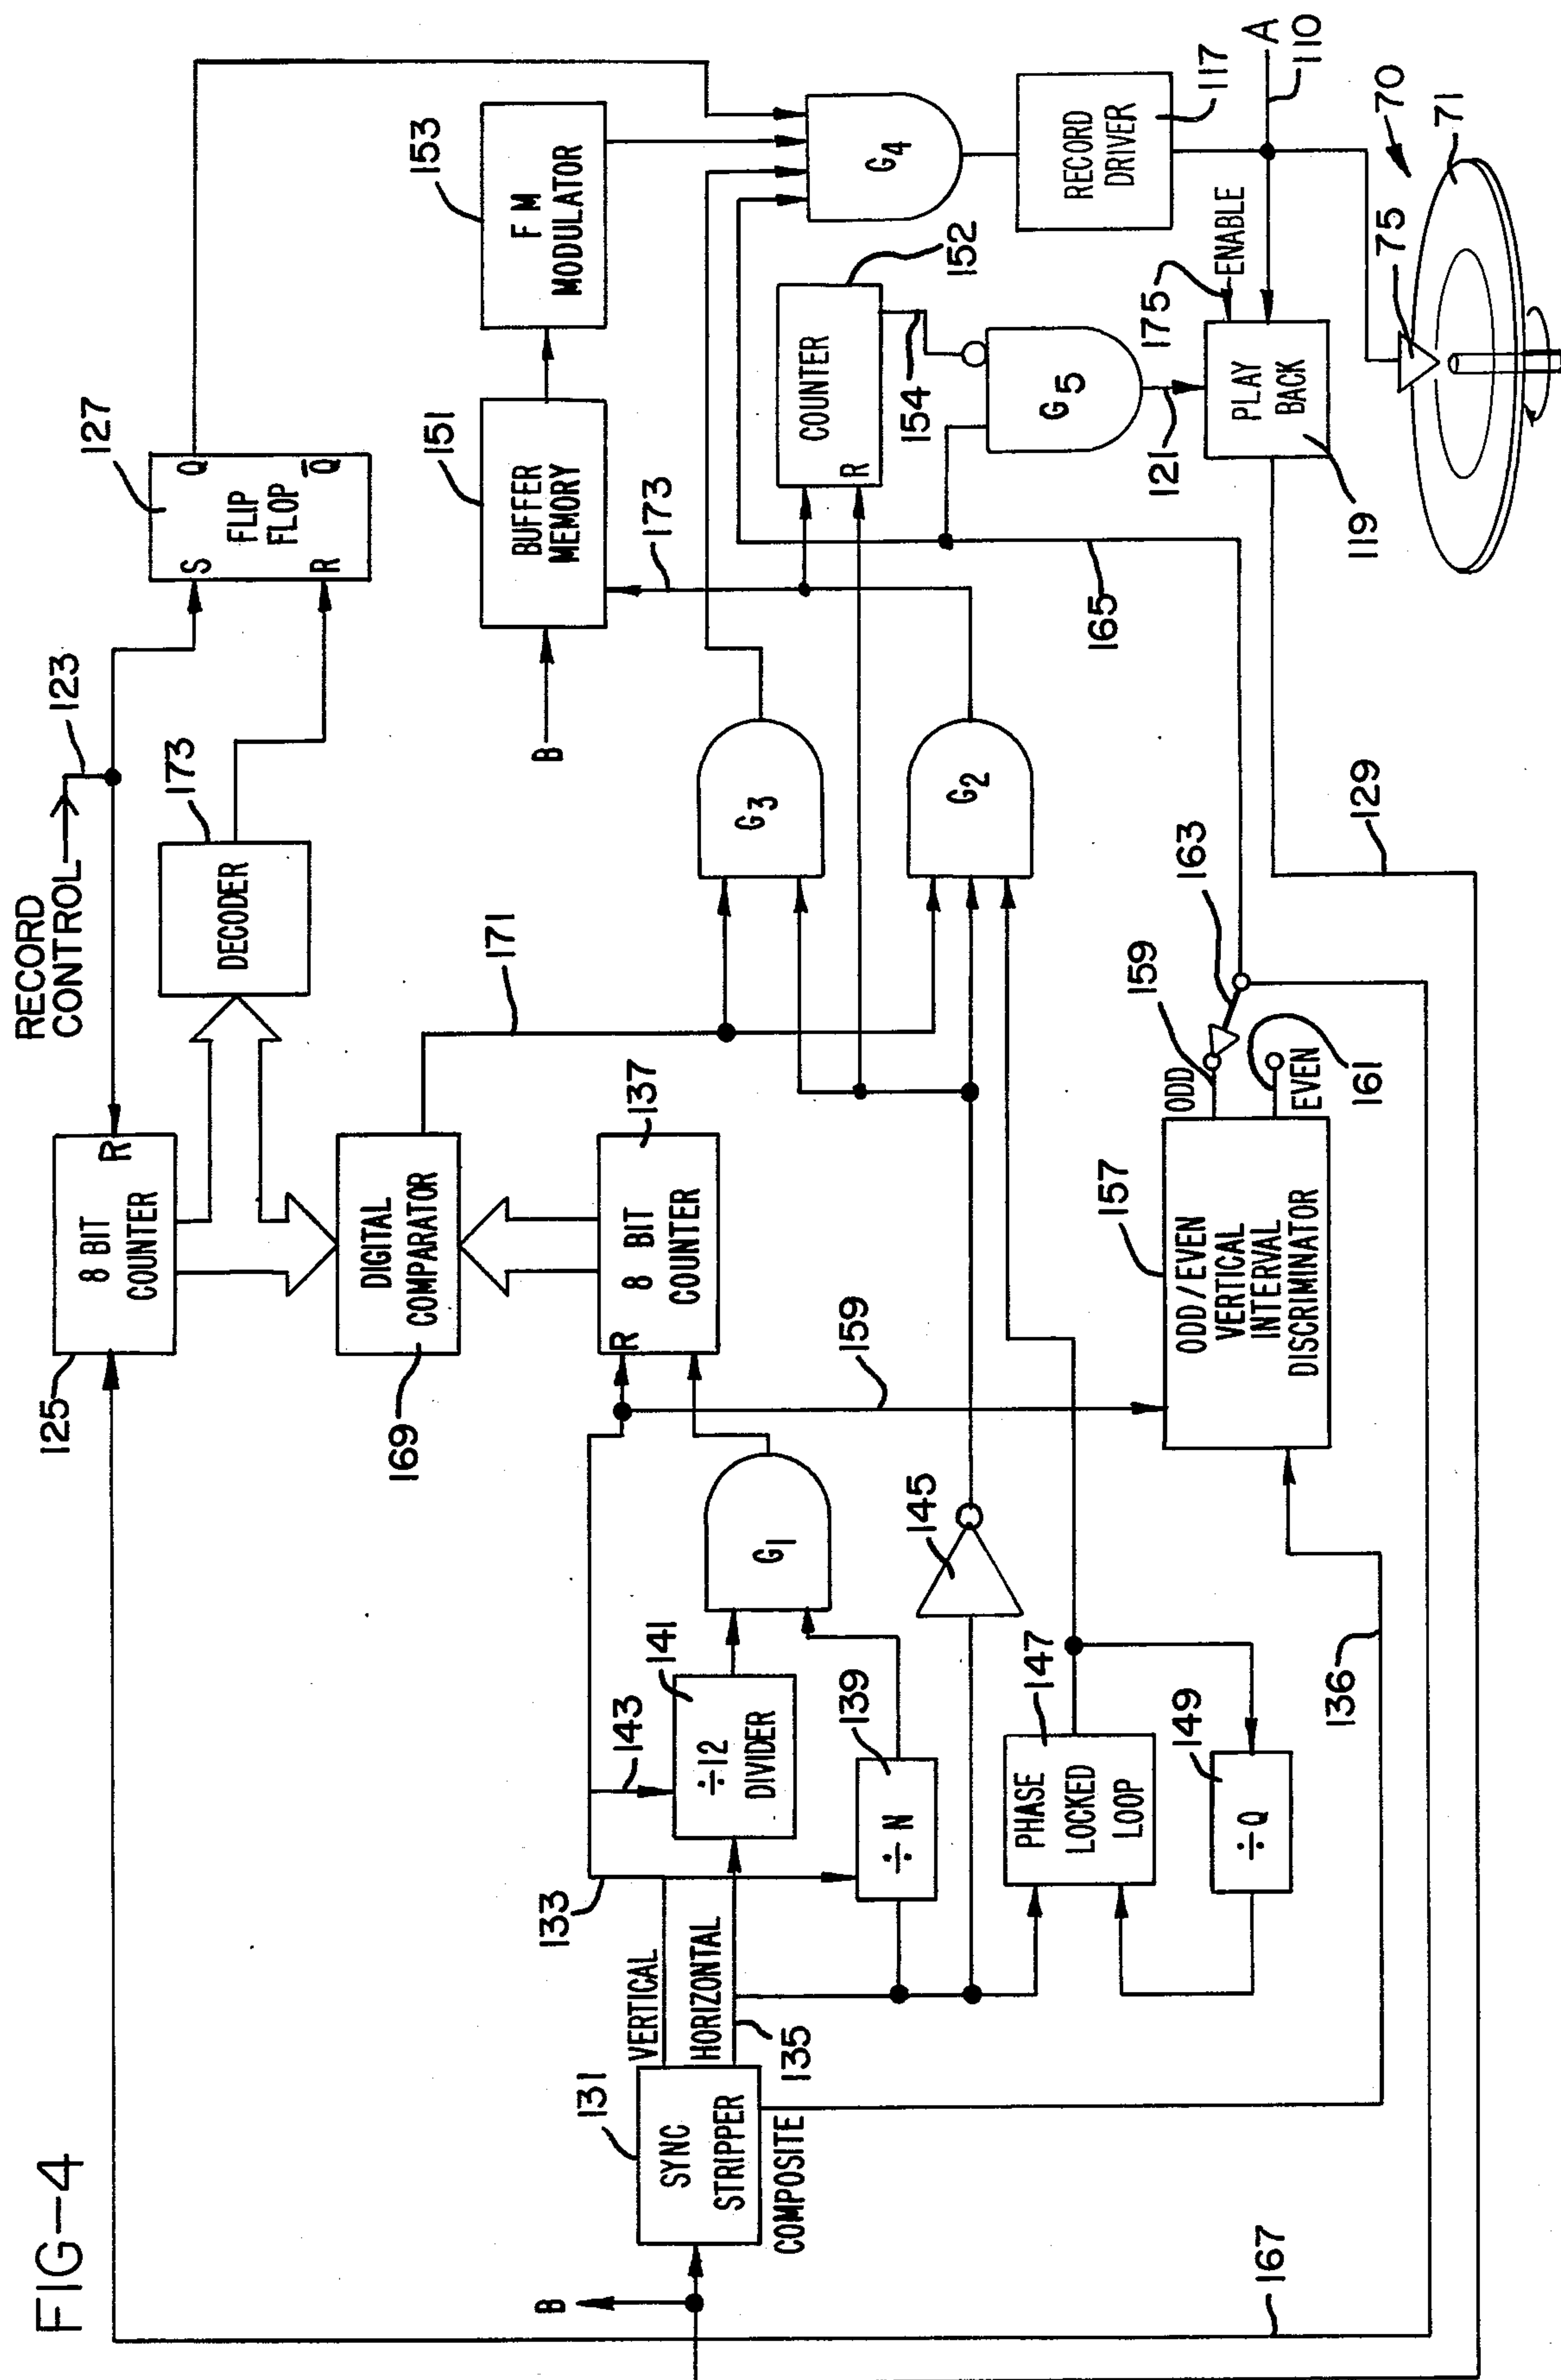 FIG-4
RECORD
CONTROL
123
125
8 BIT
COUNTER
R
173
DECODER
127
S
FLIP
FLOP
R
Q
Q̅
169
DIGITAL
COMPARATOR
171
137
8 BIT
COUNTER
R
151
BUFFER
MEMORY
B
173
153
FM
MODULATOR
131
SYNC
STRIPPER
B
VERTICAL
HORIZONTAL
COMPOSITE
133
135
143
141
÷12
DIVIDER
139
÷N
G1
145
147
PHASE
LOCKED
LOOP
149
÷Q
136
159
157
ODD/EVEN
VERTICAL
INTERVAL
DISCRIMINATOR
ODD
EVEN
159
161
163
G3
G2
152
COUNTER
R
154
G5
G4
165
121
175
ENABLE
PLAY
BACK
119
RECORD
DRIVER
117
A
110
70
71
75
129
167